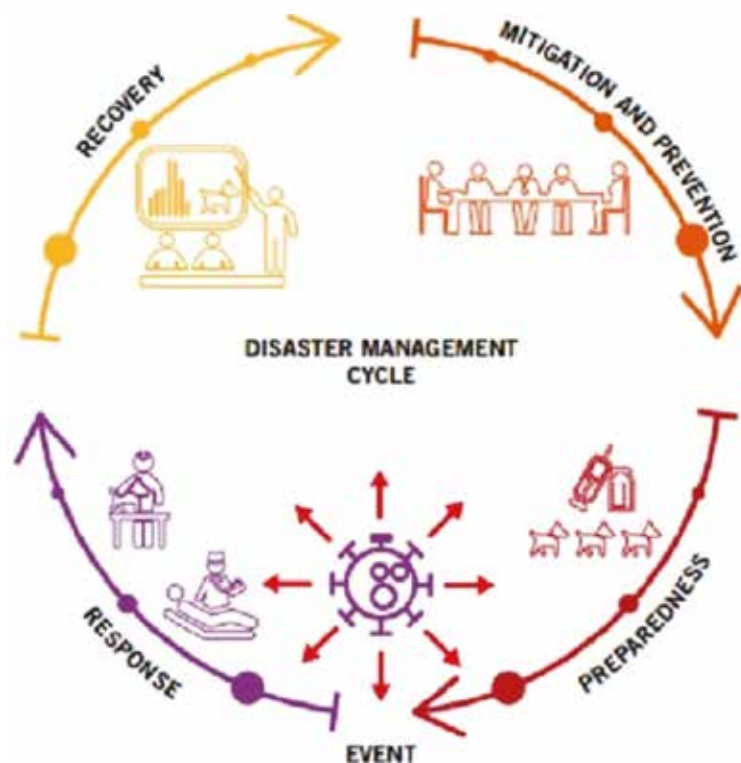 RECOVERY
MITIGATION AND PREVENTION
DISASTER MANAGEMENT
CYCLE
RESPONSE
PREPAREDNESS
EVENT